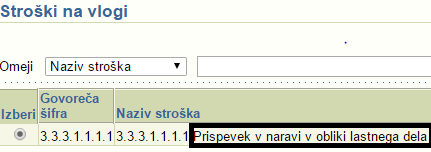 Stroški na vlogi
Omeji Naziv stroška
Izberi Govoreča šifra Naziv stroška
3.3.3.1.1.1.1 3.3.3.1.1.1.1 Prispevek v naravi v obliki lastnega dela